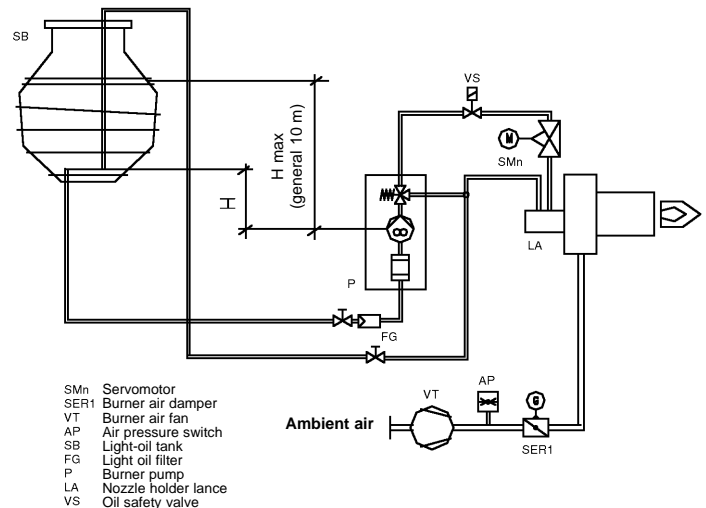 SB
VS
M
SMn
H max
(general 10 m)
H
P
LA
FG
AP
VT
G
Ambient air
SER1
SMn Servomotor
SER1 Burner air damper
VT Burner air fan
AP Air pressure switch
SB Light-oil tank
FG Light oil filter
P Burner pump
LA Nozzle holder lance
VS Oil safety valve